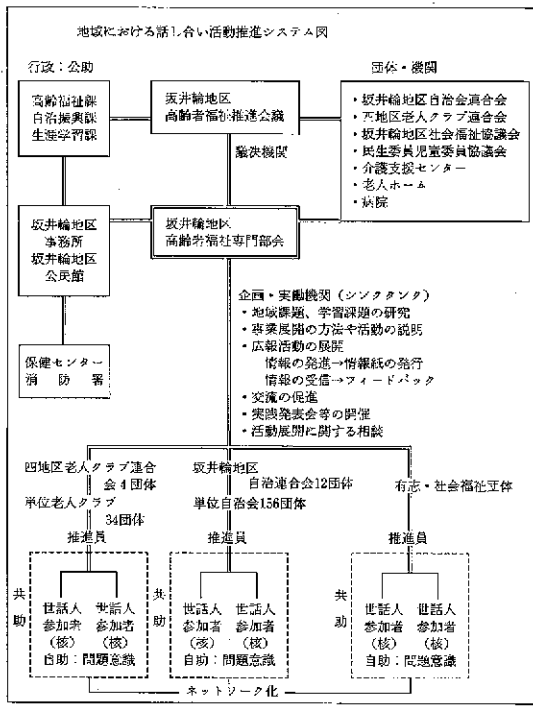 地域における話し合い活動推進システム図
行政：公助
団体・機関
高齢福祉課
自治振興課
生涯学習課
坂井輪地区
高齢者福祉推進会議
議決機関
・坂井輪地区自治会連合会
・西地区老人クラブ連合会
・坂井輪地区社会福祉協議会
・民生委員児童委員協議会
・介護支援センター
・老人ホーム
・病院
坂井輪地区
事務所
坂井輪地区
公民館
坂井輪地区
高齢者福祉専門部会
保健センター
消防署
企画・実働機関（シンクタンク）
・地域課題、学習課題の研究
・事業展開の方法や活動の説明
・広報活動の展開
情報の発進→情報紙の発行
情報の受信→フィードバック
・交流の促進
・実践発表会等の開催
・活動展開に関する相談
西地区老人クラブ連合
会4団体
単位老人クラブ
34団体
推進員
坂井輪地区
自治連合会12団体
単位自治会156団体
推進員
有志・社会福祉団体
推進員
共助
世話人 世話人
参加者 参加者
（核） （核）
自助：問題意識
共助
世話人 世話人
参加者 参加者
（核） （核）
自助：問題意識
共助
世話人 世話人
参加者 参加者
（核） （核）
自助：問題意識
ネットワーク化